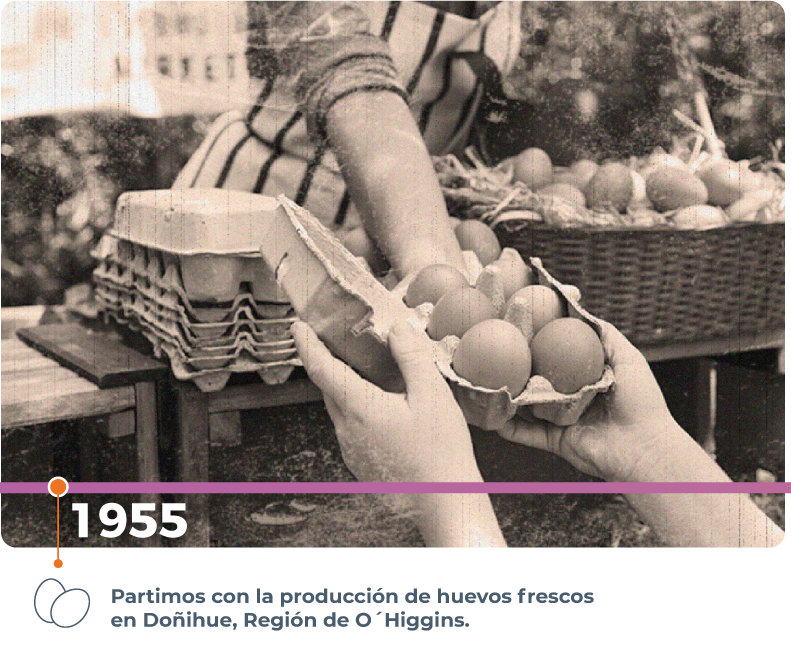 1955
Partimos con la producción de huevos frescos
en Doñihue, Región de O´Higgins.